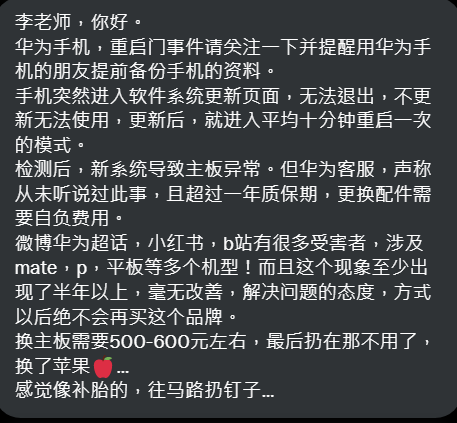 李老师，你好。
华为手机，重启门事件请关注一下并提醒用华为手
机的朋友提前备份手机的资料。
手机突然进入软件系统更新页面，无法退出，不更
新无法使用，更新后，就进入平均十分钟重启一次
的模式。
检测后，新系统导致主板异常。但华为客服，声称
从未听说过此事，且超过一年质保期，更换配件需
要自负费用。
微博华为超话，小红书，b站有很多受害者，涉及
mate，p，平板等多个机型！而且这个现象至少出
现了半年以上，毫无改善，解决问题的态度，方式
以后绝不会再买这个品牌。
换主板需要500-600元左右，最后扔在那不用了，
换了苹果🍎...
感觉像补胎的，往马路扔钉子...